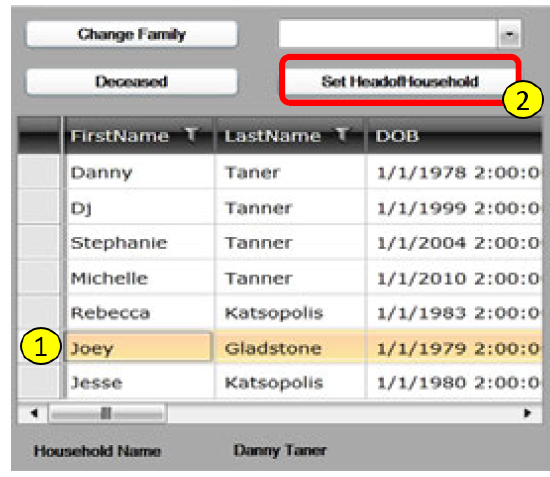 Change Family
Deceased Set HeadofHousehold
2
FirstName LastName DOB
Danny Taner 1/1/1978 2:00:0
Dj Tanner 1/1/1999 2:00:0
Stephanie Tanner 1/1/2004 2:00:0
Michelle Tanner 1/1/2010 2:00:0
Rebecca Katsopolis 1/1/1983 2:00:0
1 Joey Gladstone 1/1/1979 2:00:0
Jesse Katsopolis 1/1/1980 2:00:0
Household Name Danny Taner